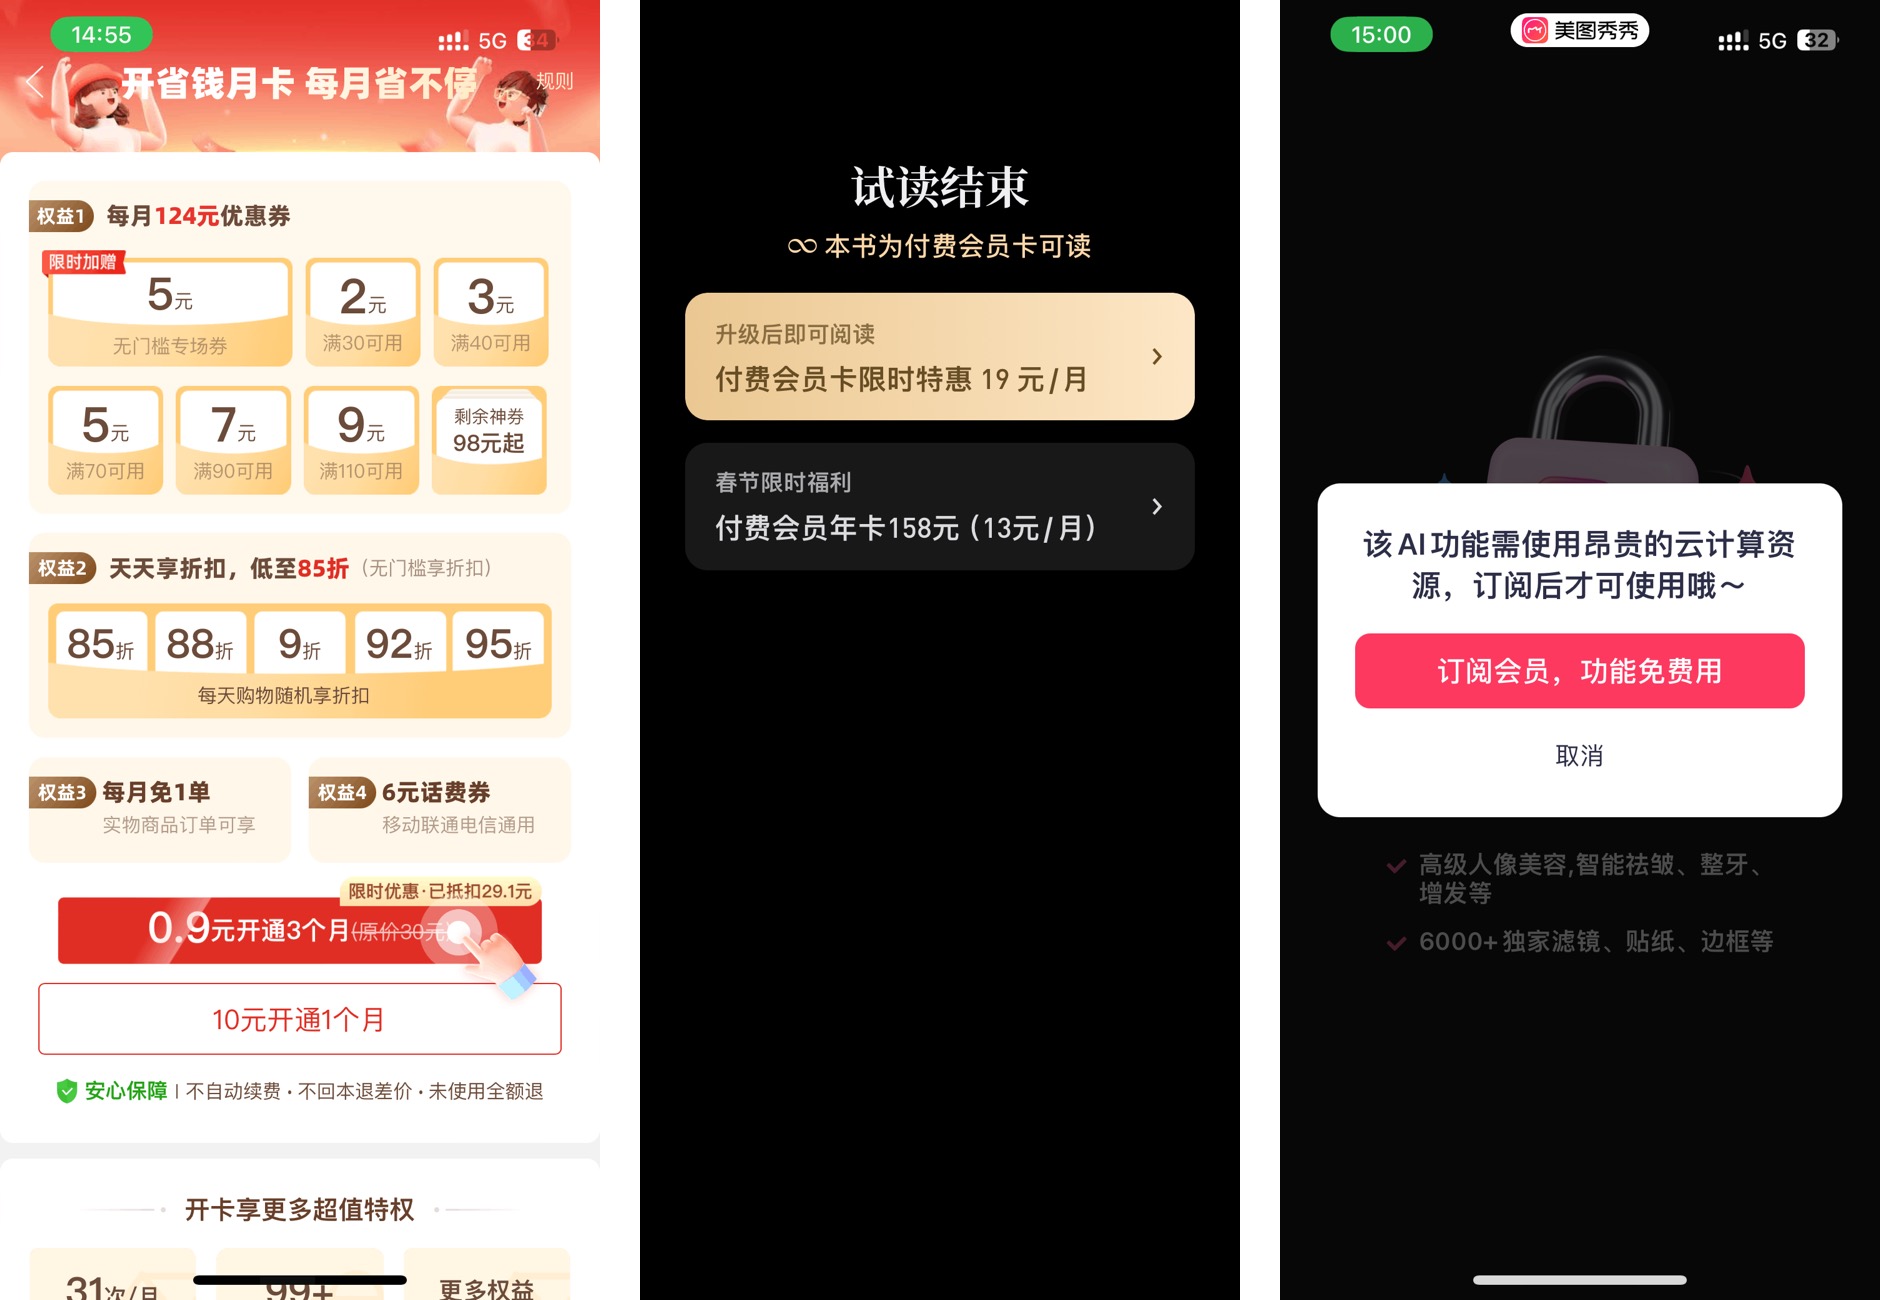 14:55
5G
34
开省钱月卡 每月省不停
规则
权益1 每月124元优惠券
限时加赠
5元
无门槛专场券
2元
满30可用
3元
满40可用
5元
满70可用
7元
满90可用
9元
满110可用
剩余神券
98元起
权益2 天天享折扣，低至85折（无门槛享折扣）
85折
88折
9折
92折
95折
每天购物随机享折扣
权益3 每月免1单
实物商品订单可享
权益4 6元话费券
移动联通电信通用
限时优惠·已抵扣29.1元
0.9元开通3个月(原价30元
10元开通1个月
安心保障 | 不自动续费·不回本退差价·未使用全额退
开卡享更多超值特权
31次/月
99+
更多权益
试读结束
∞ 本书为付费会员卡可读
升级后即可阅读
付费会员卡限时特惠 19 元/月
春节限时福利
付费会员年卡158元（13元/月）
15:00
美图秀秀
5G
32
该AI功能需使用昂贵的云计算资
源，订阅后才可使用哦～
订阅会员，功能免费用
取消
高级人像美容,智能祛皱、整牙、
增发等
6000+独家滤镜、贴纸、边框等